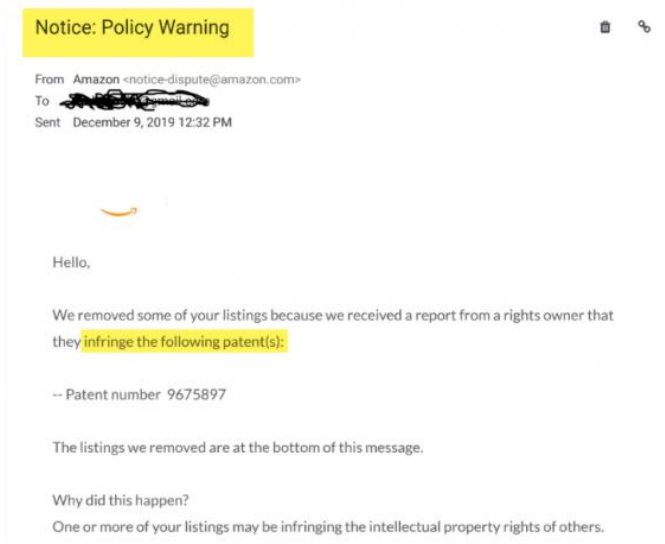 Notice: Policy Warning
From Amazon <notice-dispute@amazon.com>
To
Sent December 9, 2019 12:32 PM
Hello,
We removed some of your listings because we received a report from a rights owner that
they infringe the following patent(s):
-- Patent number 9675897
The listings we removed are at the bottom of this message.
Why did this happen?
One or more of your listings may be infringing the intellectual property rights of others.